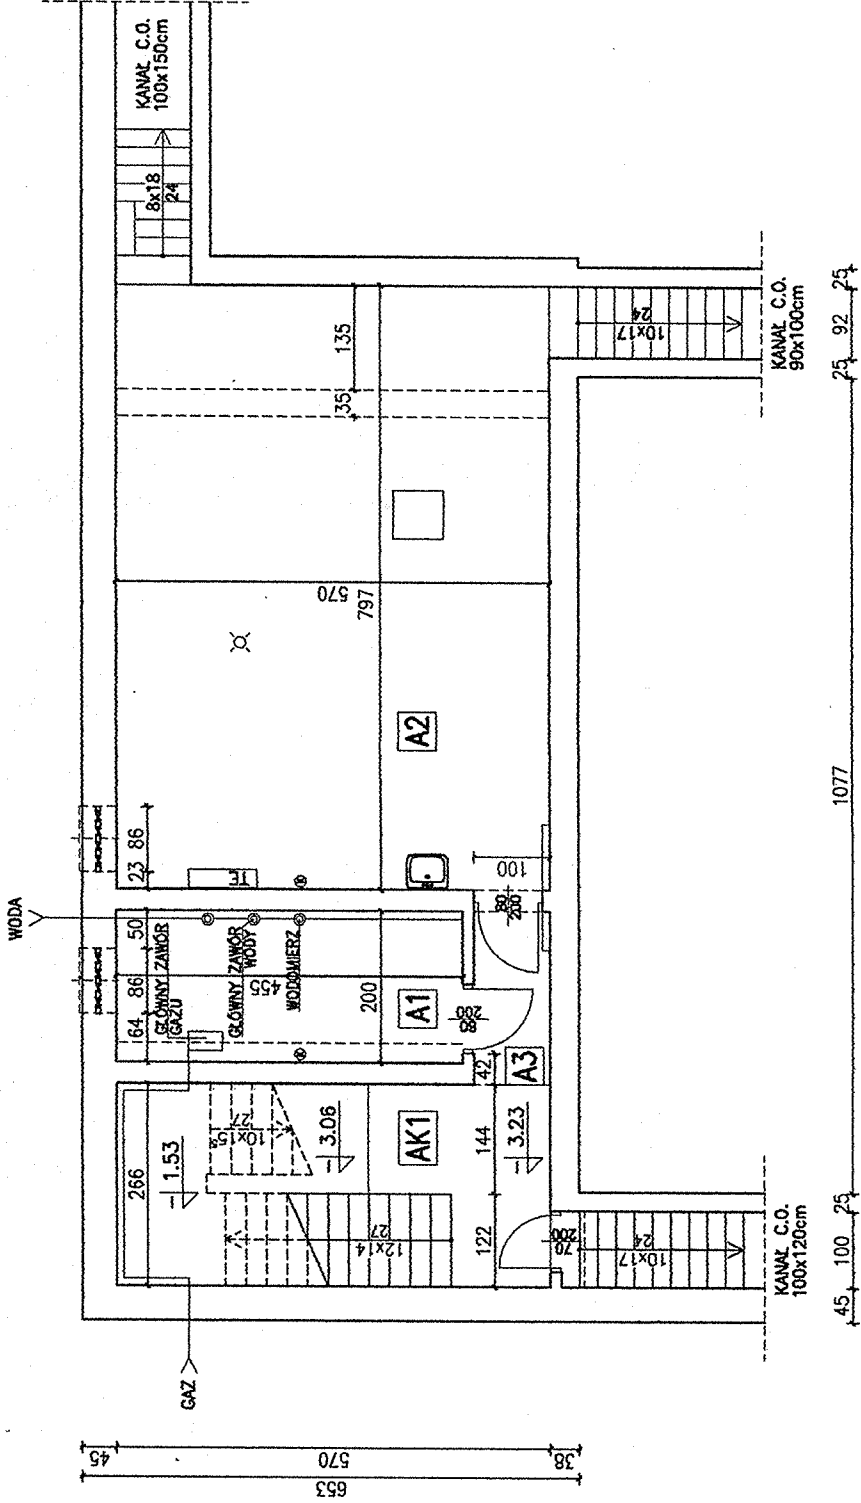 KANAŁ C.O.
100x150cm
8x18
24
135
35
10x17
24
KANAŁ C.O.
90x100cm
25
92
25
570
797
A2
1077
86
23
TE
100
80
200
WODA
50
86
64
GŁÓWNY ZAWÓR
GAZU
GŁÓWNY ZAWÓR
WODY
WODOMIERZ
455
200
A1
80
200
42
A3
266
-1.53
10x15⁵
27
-3.06
AK1
144
-3.23
12x14
27
122
70
200
10x17
24
KANAŁ C.O.
100x120cm
25
100
45
GAZ
45
570
38
653